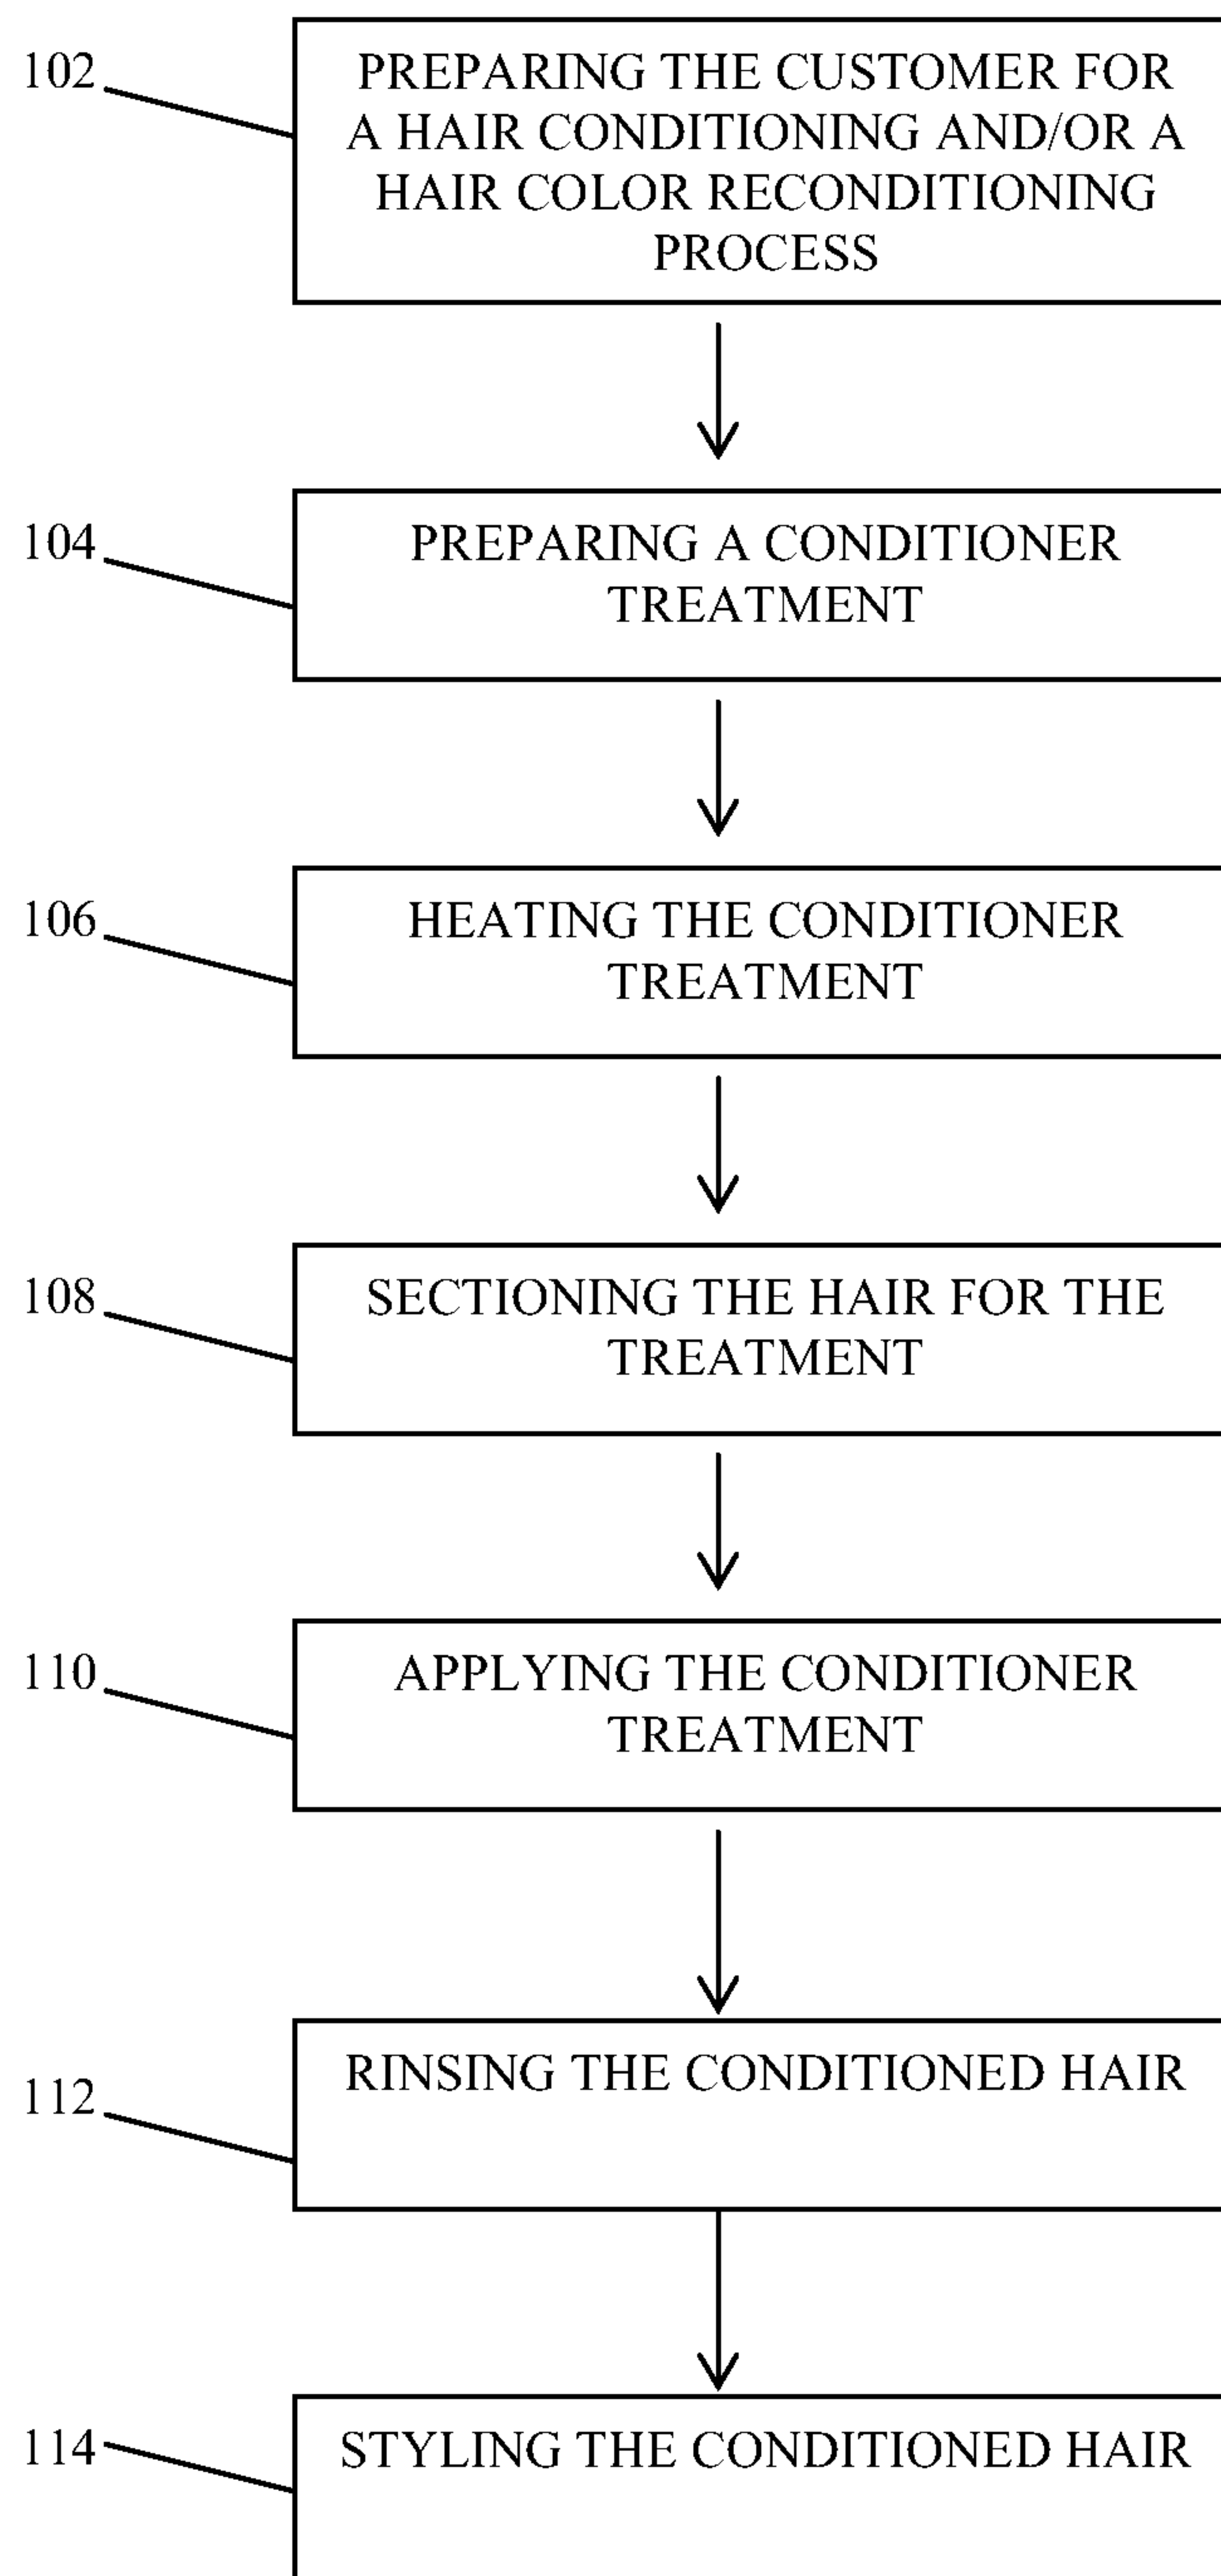 102
PREPARING THE CUSTOMER FOR
A HAIR CONDITIONING AND/OR A
HAIR COLOR RECONDITIONING
PROCESS
104
PREPARING A CONDITIONER
TREATMENT
106
HEATING THE CONDITIONER
TREATMENT
108
SECTIONING THE HAIR FOR THE
TREATMENT
110
APPLYING THE CONDITIONER
TREATMENT
112
RINSING THE CONDITIONED HAIR
114
STYLING THE CONDITIONED HAIR